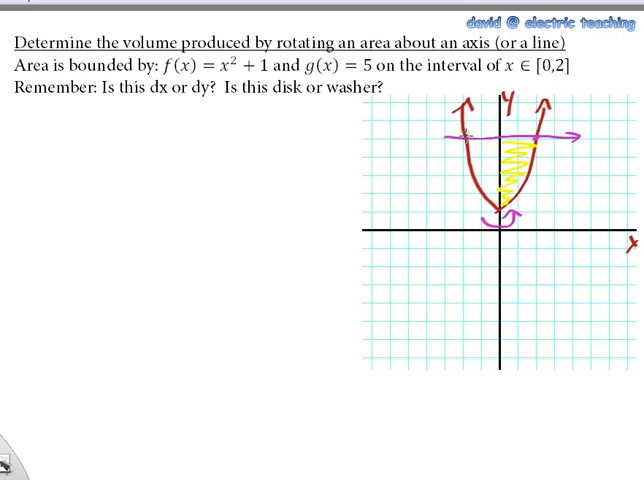 david @ electric teaching
Determine the volume produced by rotating an area about an axis (or a line)
Area is bounded by: f(x) = x² + 1 and g(x) = 5 on the interval of x ∈ [0,2]
Remember: Is this dx or dy? Is this disk or washer?
y
x